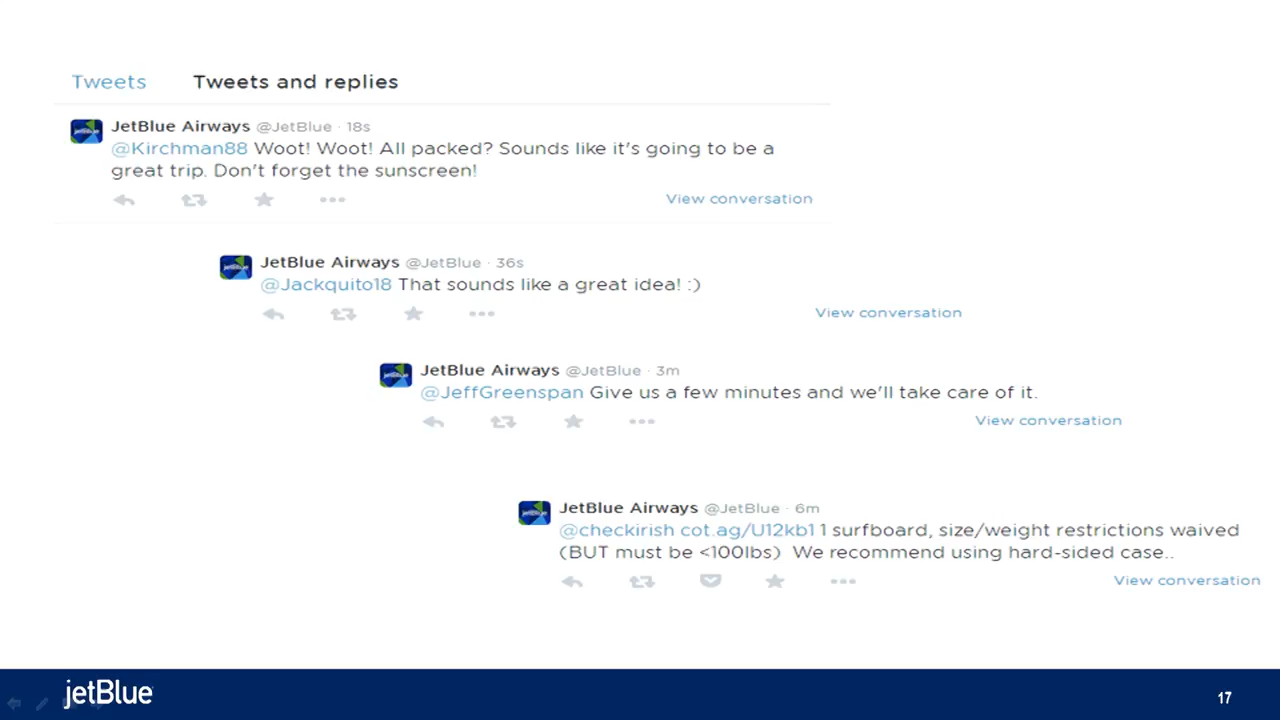 Tweets Tweets and replies
JetBlue Airways @JetBlue · 18s
@Kirchman88 Woot! Woot! All packed? Sounds like it's going to be a
great trip. Don't forget the sunscreen!
View conversation
JetBlue Airways @JetBlue · 36s
@Jackquito18 That sounds like a great idea! :)
View conversation
JetBlue Airways @JetBlue · 3m
@JeffGreenspan Give us a few minutes and we'll take care of it.
View conversation
JetBlue Airways @JetBlue · 6m
@checkirish cot.ag/U12kb1 1 surfboard, size/weight restrictions waived
(BUT must be <100lbs)  We recommend using hard-sided case..
View conversation
jetBlue
17